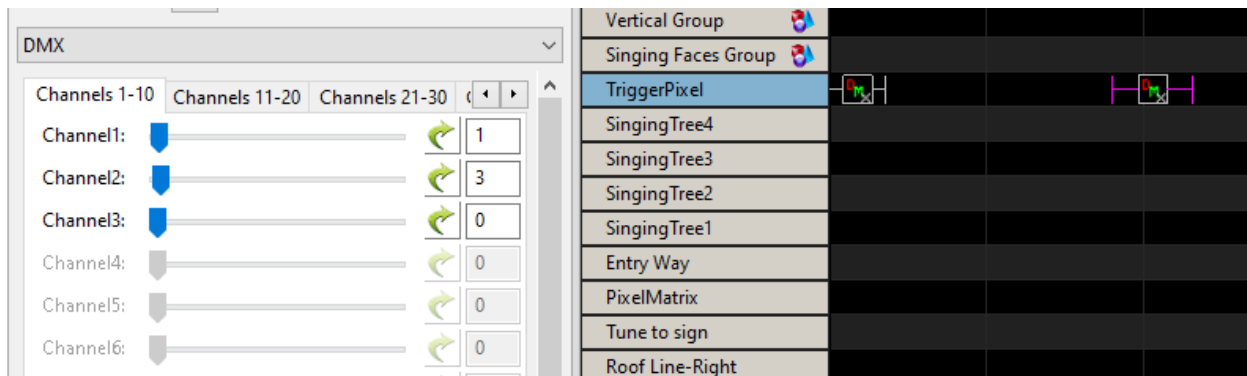 DMX
Channels 1-10 Channels 11-20 Channels 21-30
Channel1: 1
Channel2: 3
Channel3: 0
Channel4: 0
Channel5: 0
Channel6: 0
Vertical Group
Singing Faces Group
TriggerPixel DMX DMX
SingingTree4
SingingTree3
SingingTree2
SingingTree1
Entry Way
PixelMatrix
Tune to sign
Roof Line-Right